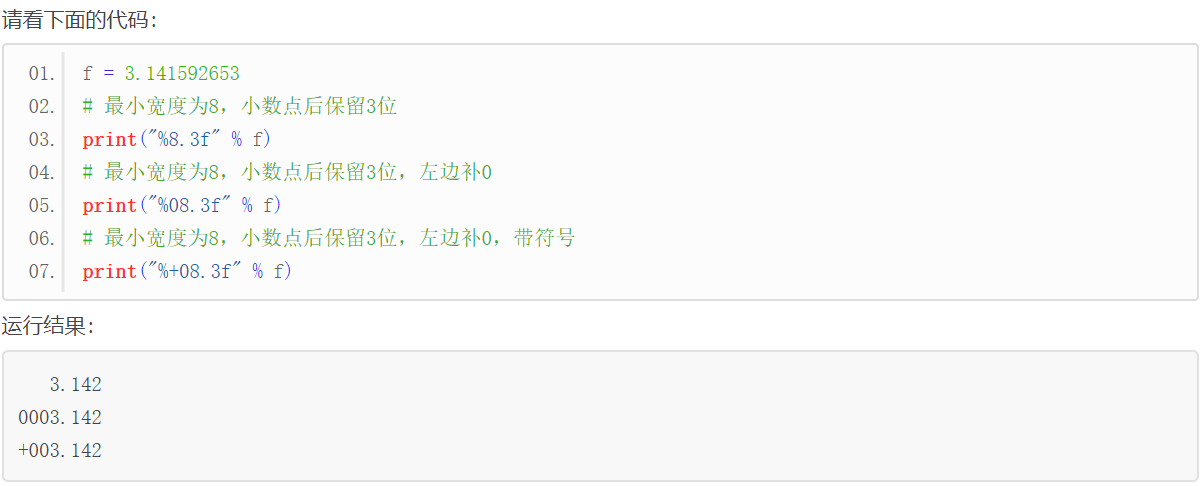 请看下面的代码：
01. f = 3.141592653
02. # 最小宽度为8，小数点后保留3位
03. print("%8.3f" % f)
04. # 最小宽度为8，小数点后保留3位，左边补0
05. print("%08.3f" % f)
06. # 最小宽度为8，小数点后保留3位，左边补0，带符号
07. print("%+08.3f" % f)
运行结果：
   3.142
0003.142
+003.142